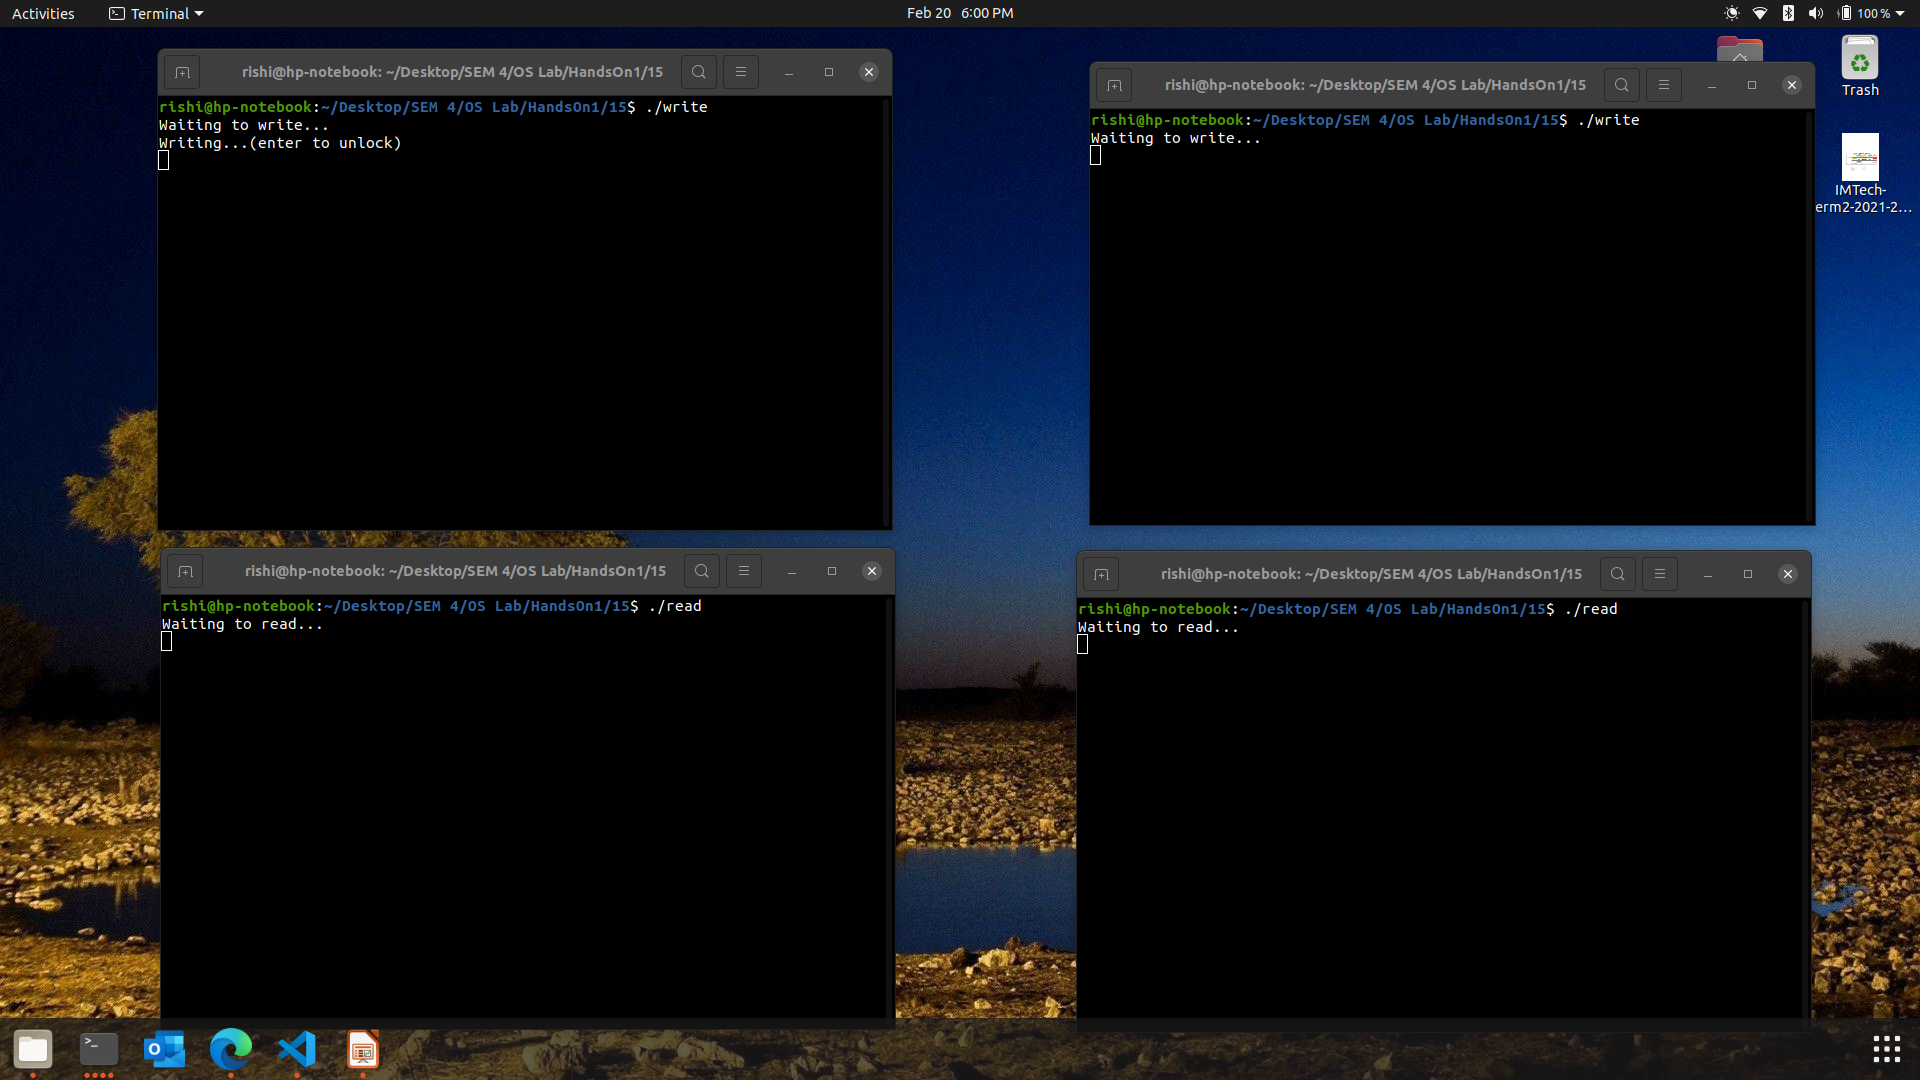 Activities
Terminal
Feb 20 6:00 PM
100 %
rishi@hp-notebook: ~/Desktop/SEM 4/OS Lab/HandsOn1/15
rishi@hp-notebook:~/Desktop/SEM 4/OS Lab/HandsOn1/15$ ./write
Waiting to write...
Writing...(enter to unlock)
rishi@hp-notebook: ~/Desktop/SEM 4/OS Lab/HandsOn1/15
rishi@hp-notebook:~/Desktop/SEM 4/OS Lab/HandsOn1/15$ ./write
Waiting to write...
Trash
IMTech-
erm2-2021-2...
rishi@hp-notebook: ~/Desktop/SEM 4/OS Lab/HandsOn1/15
rishi@hp-notebook:~/Desktop/SEM 4/OS Lab/HandsOn1/15$ ./read
Waiting to read...
rishi@hp-notebook: ~/Desktop/SEM 4/OS Lab/HandsOn1/15
rishi@hp-notebook:~/Desktop/SEM 4/OS Lab/HandsOn1/15$ ./read
Waiting to read...